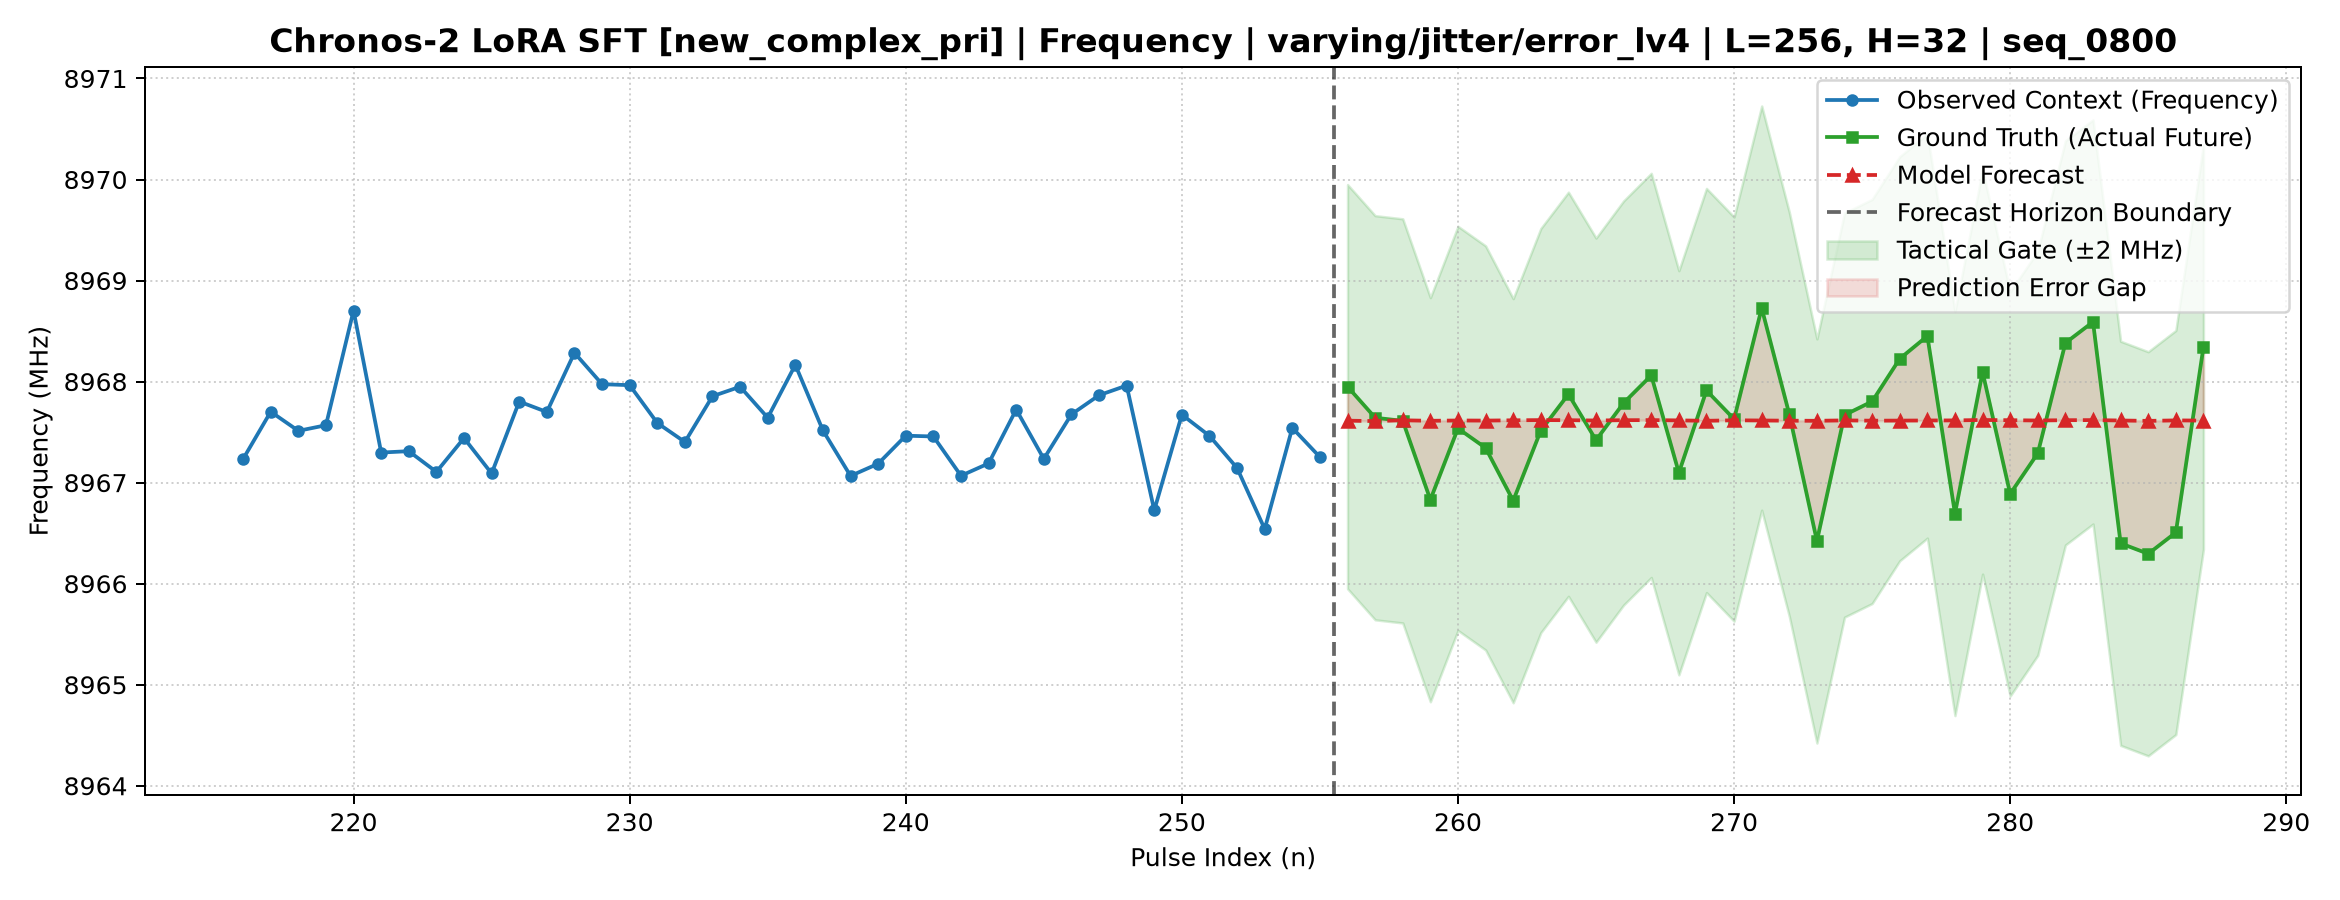 Chronos-2 LoRA SFT [new_complex_pri] | Frequency | varying/jitter/error_lv4 | L=256, H=32 | seq_0800
8971
8970
8969
8968
8967
8966
8965
8964
Frequency (MHz)
Observed Context (Frequency)
Ground Truth (Actual Future)
Model Forecast
Forecast Horizon Boundary
Tactical Gate (±2 MHz)
Prediction Error Gap
220 230 240 250 260 270 280 290
Pulse Index (n)